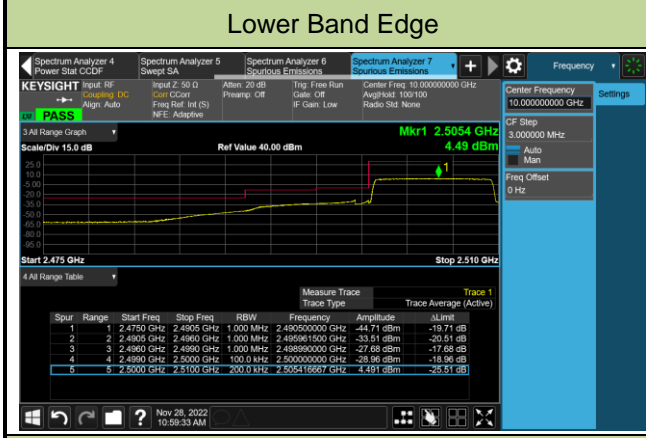 Lower Band Edge
Spectrum Analyzer 4
Power Stat CCDF
Spectrum Analyzer 5
Swept SA
Spectrum Analyzer 6
Spurious Emissions
Spectrum Analyzer 7
Spurious Emissions
Frequency
KEYSIGHT
Input: RF
Coupling: DC
Align: Auto
Input Z: 50 Ω
Corr CCorr
Freq Ref: Int (S)
NFE: Adaptive
Atten: 20 dB
Preamp: Off
Trig: Free Run
Gate: Off
IF Gain: Low
Center Freq: 10.000000000 GHz
Avg|Hold: 100/100
Radio Std: None
PASS
3 All Range Graph
Scale/Div 15.0 dB
Ref Value 40.00 dBm
Mkr1 2.5054 GHz
4.49 dBm
25.0
10.0
-5.00
-20.0
-35.0
-50.0
-65.0
-80.0
-95.0
1
Start 2.475 GHz
Stop 2.510 GHz
4 All Range Table
Measure Trace Trace 1
Trace Type Trace Average (Active)
Spur Range Start Freq Stop Freq RBW Frequency Amplitude ΔLimit
1 1 2.4750 GHz 2.4905 GHz 1.000 MHz 2.490500000 GHz -44.71 dBm -19.71 dB
2 2 2.4905 GHz 2.4960 GHz 1.000 MHz 2.495961500 GHz -33.51 dBm -20.51 dB
3 3 2.4960 GHz 2.4990 GHz 1.000 MHz 2.498990000 GHz -27.68 dBm -17.68 dB
4 4 2.4990 GHz 2.5000 GHz 100.0 kHz 2.500000000 GHz -28.96 dBm -18.96 dB
5 5 2.5000 GHz 2.5100 GHz 200.0 kHz 2.505416667 GHz 4.491 dBm -25.51 dB
Center Frequency
10.000000000 GHz
Settings
CF Step
3.000000 MHz
Auto
Man
Freq Offset
0 Hz
?
Nov 28, 2022
10:59:33 AM